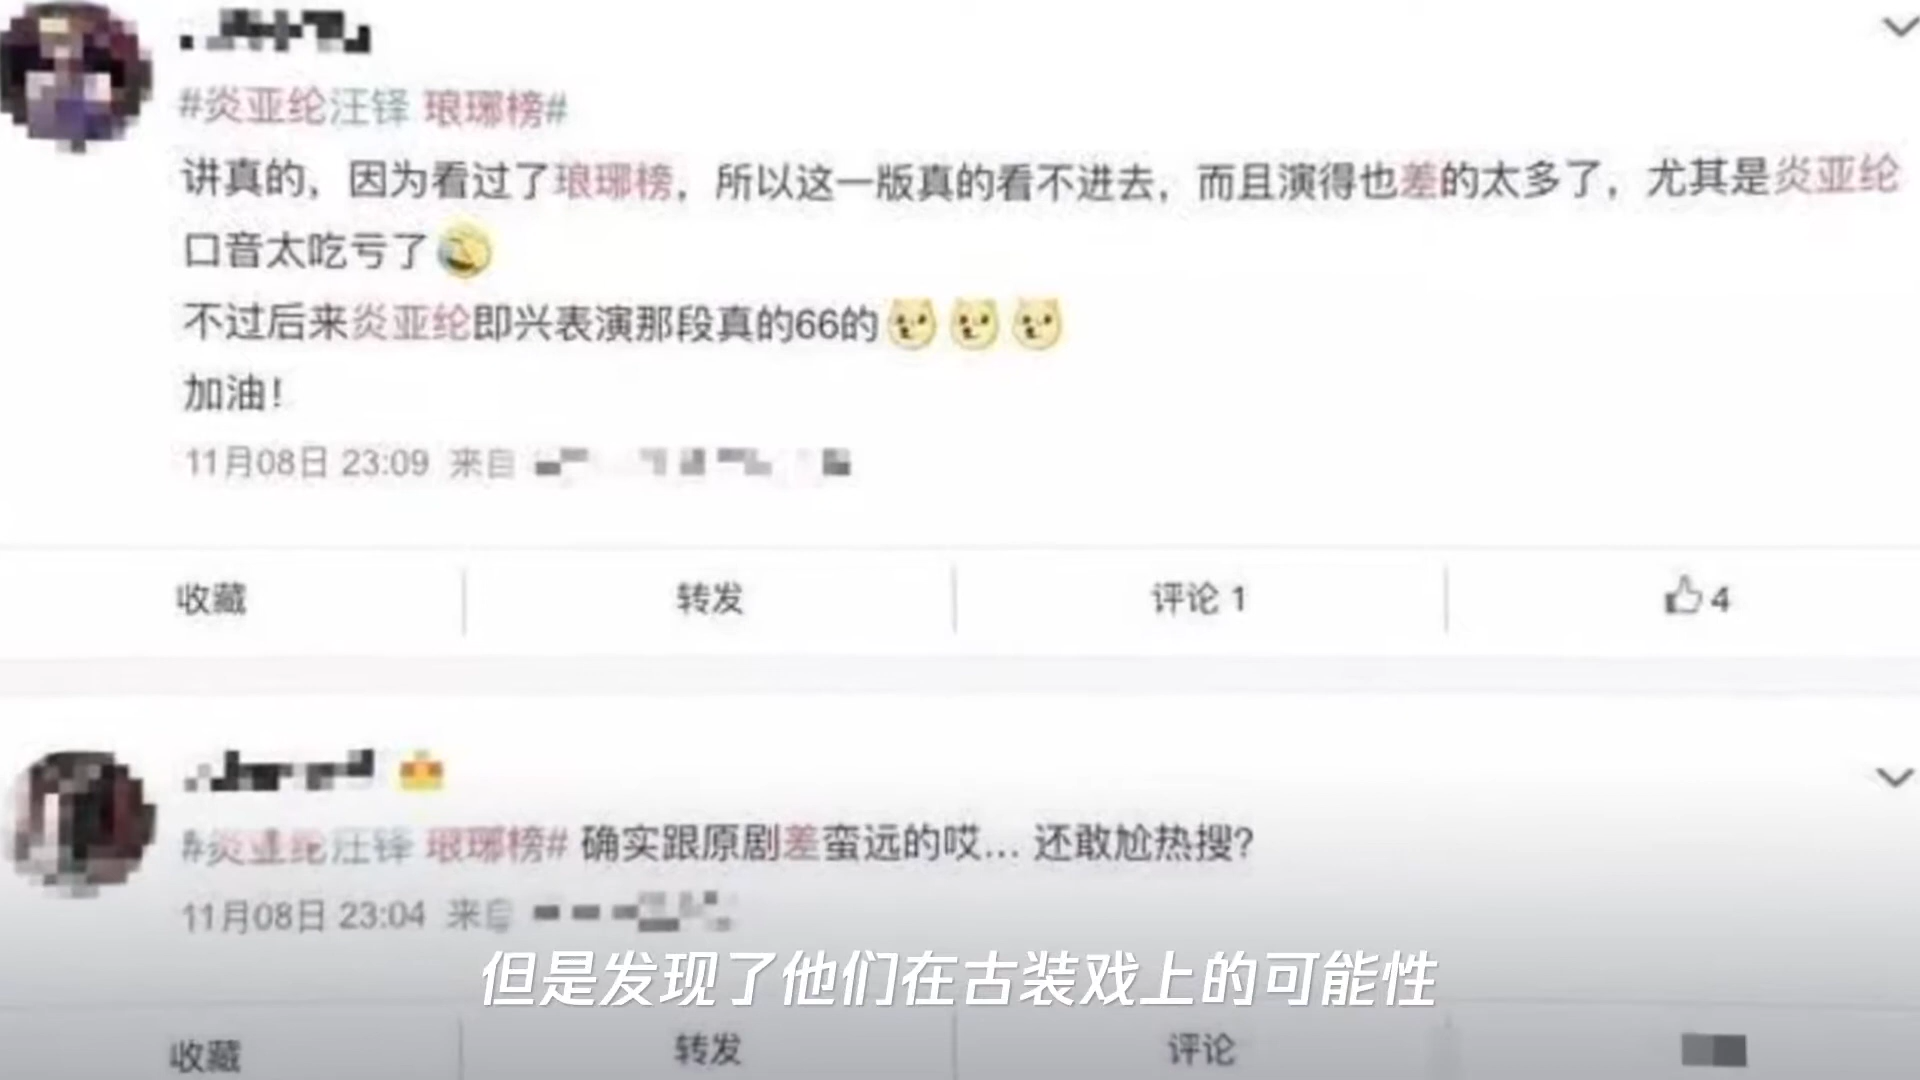 #炎亚纶汪铎 琅琊榜#
讲真的，因为看过了琅琊榜，所以这一版真的看不进去，而且演得也差的太多了，尤其是炎亚纶
口音太吃亏了
不过后来炎亚纶即兴表演那段真的66的
加油！
11月08日 23:09 来自
收藏 转发 评论 1 4
#炎亚纶汪铎 琅琊榜# 确实跟原剧差蛮远的哎... 还敢尬热搜?
11月08日 23:04 来自
但是发现了他们在古装戏上的可能性
收藏 转发 评论